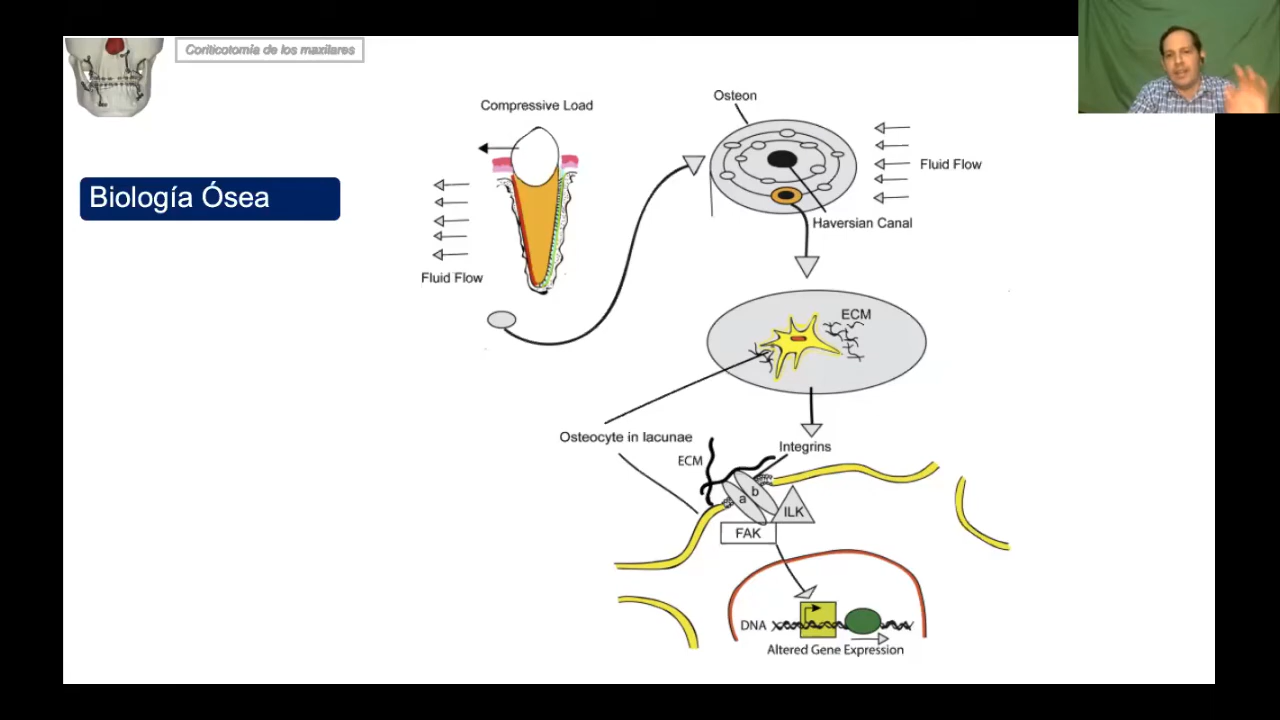 Coriticotomía de los maxilares
Biología Ósea
Compressive Load
Fluid Flow
Osteon
Fluid Flow
Haversian Canal
ECM
Osteocyte in lacunae
Integrins
ECM
a
b
ILK
FAK
DNA
Altered Gene Expression